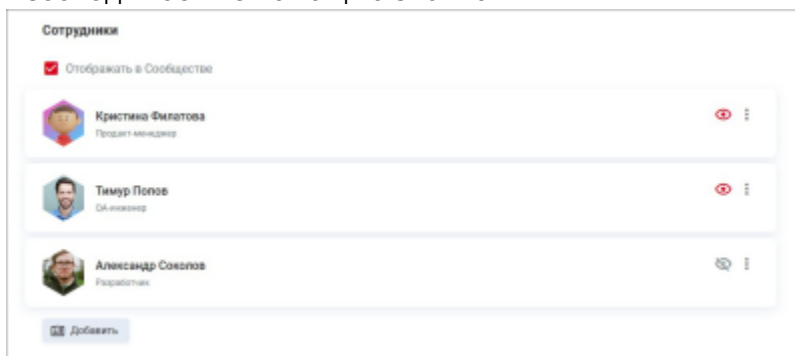 Сотрудники
Отображать в Сообществе
Кристина Филатова
Продакт-менеджер
Тимур Попов
QA-инженер
Александр Соколов
Разработчик
Добавить